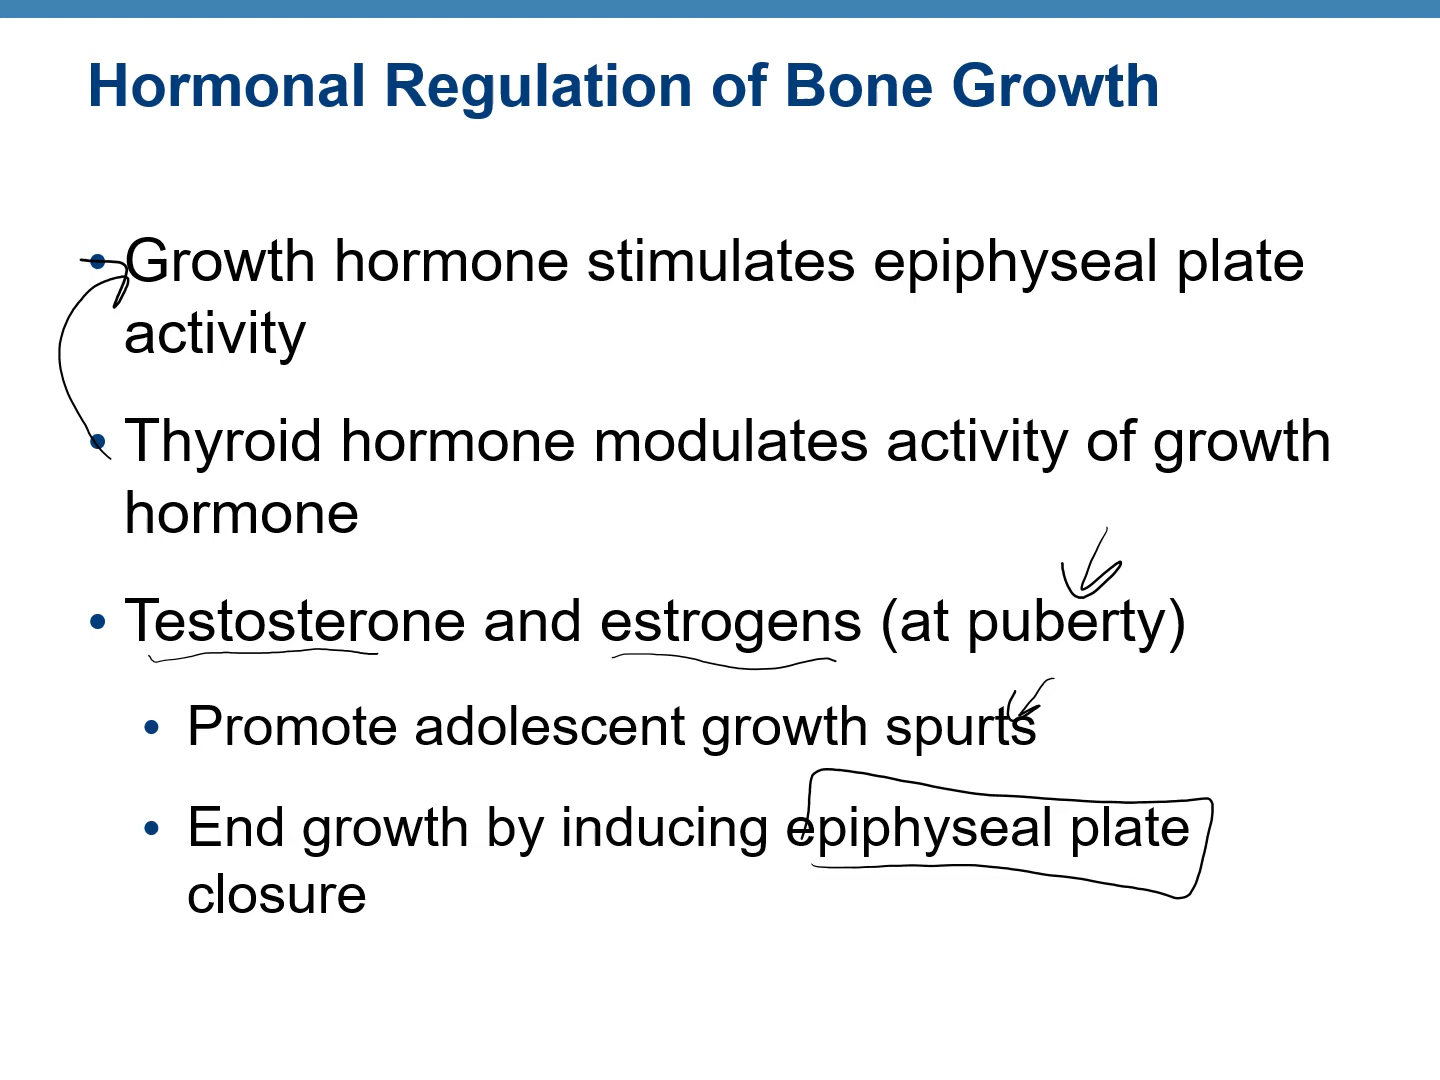 Hormonal Regulation of Bone Growth
• Growth hormone stimulates epiphyseal plate
activity
• Thyroid hormone modulates activity of growth
hormone
• Testosterone and estrogens (at puberty)
• Promote adolescent growth spurts
• End growth by inducing epiphyseal plate
closure